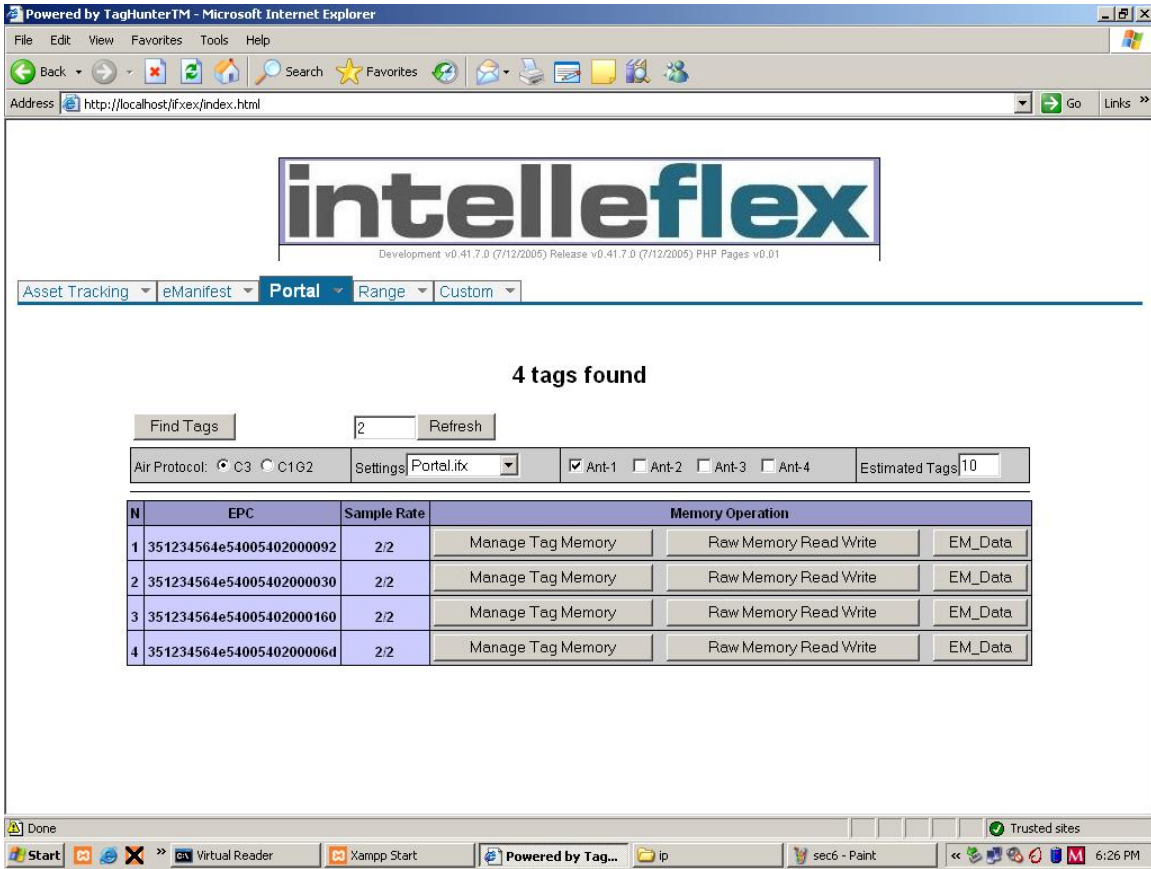 Powered by TagHunterTM - Microsoft Internet Explorer
File Edit View Favorites Tools Help
Back Search Favorites
Address http://localhost/ifxex/index.html Go Links »
intelleflex
Development v0.41.7.0 (7/12/2005) Release v0.41.7.0 (7/12/2005) PHP Pages v0.01
Asset Tracking eManifest Portal Range Custom
4 tags found
Find Tags 2 Refresh
Air Protocol: C3 C1G2 Settings Portal.ifx Ant-1 Ant-2 Ant-3 Ant-4 Estimated Tags 10
N EPC Sample Rate Memory Operation
1 351234564e54005402000092 2/2 Manage Tag Memory Raw Memory Read Write EM_Data
2 351234564e54005402000030 2/2 Manage Tag Memory Raw Memory Read Write EM_Data
3 351234564e54005402000160 2/2 Manage Tag Memory Raw Memory Read Write EM_Data
4 351234564e5400540200006d 2/2 Manage Tag Memory Raw Memory Read Write EM_Data
Done Trusted sites
Start » Virtual Reader Xampp Start Powered by Tag... ip sec6 - Paint « 6:26 PM